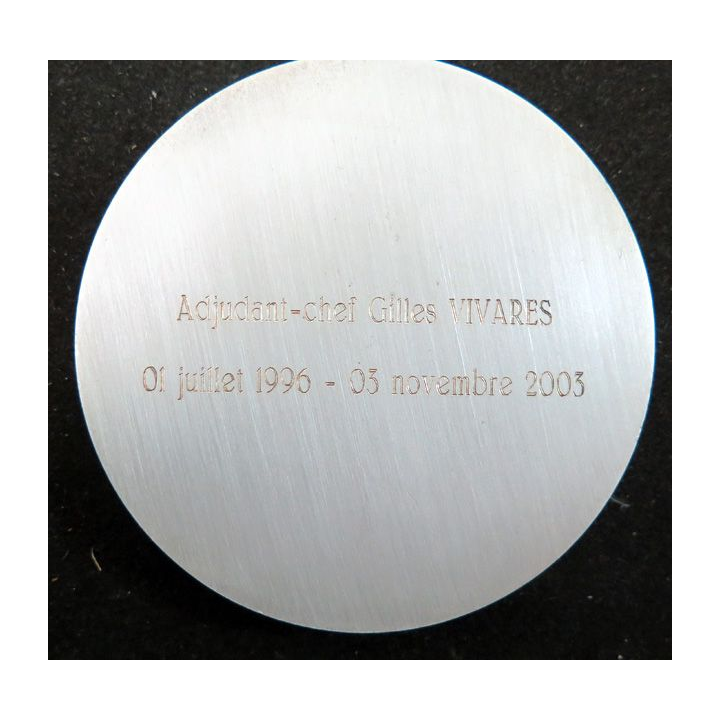 Adjudant-chef Gilles VIVARES
01 juillet 1996 - 03 novembre 2003